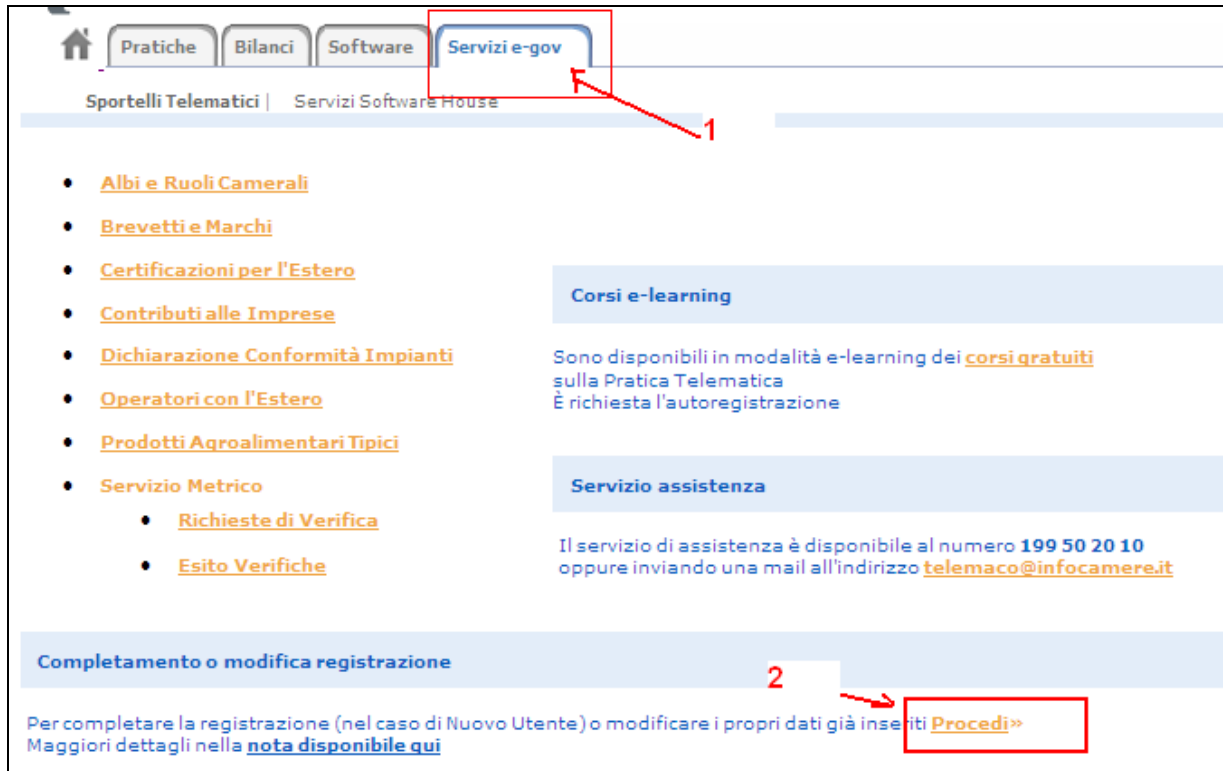 Pratiche Bilanci Software Servizi e-gov
Sportelli Telematici | Servizi Software House
1
• Albi e Ruoli Camerali
• Brevetti e Marchi
• Certificazioni per l'Estero
• Contributi alle Imprese
• Dichiarazione Conformità Impianti
• Operatori con l'Estero
• Prodotti Agroalimentari Tipici
• Servizio Metrico
• Richieste di Verifica
• Esito Verifiche
Corsi e-learning
Sono disponibili in modalità e-learning dei corsi gratuiti
sulla Pratica Telematica
È richiesta l'autoregistrazione
Servizio assistenza
Il servizio di assistenza è disponibile al numero 199 50 20 10
oppure inviando una mail all'indirizzo telemaco@infocamere.it
Completamento o modifica registrazione
2
Per completare la registrazione (nel caso di Nuovo Utente) o modificare i propri dati già inseriti Procedi»
Maggiori dettagli nella nota disponibile qui